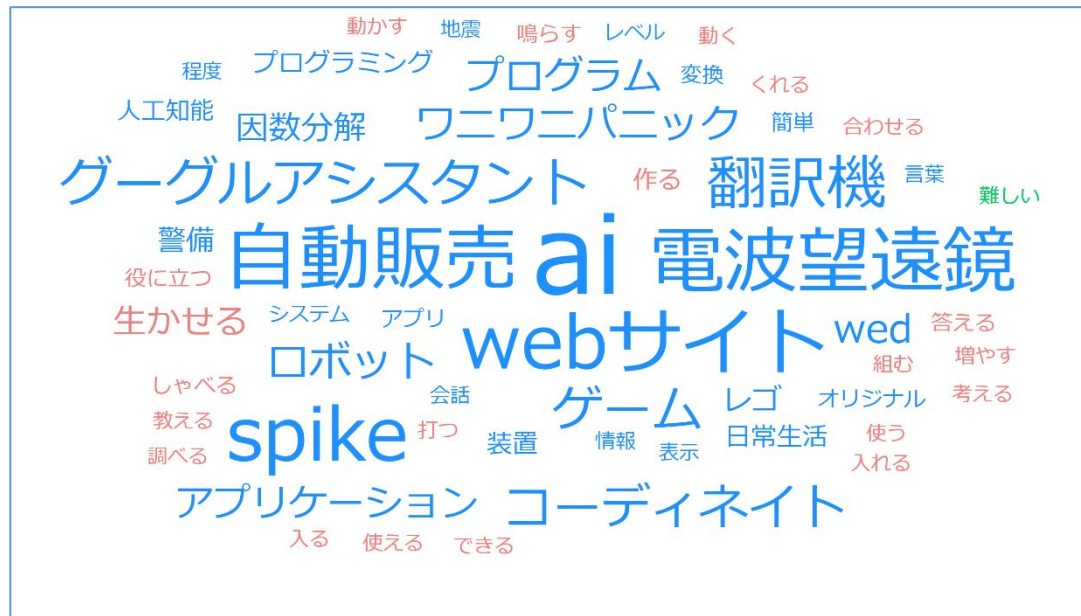 動かす 地震 鳴らす レベル 動く
程度 プログラミング プログラム 変換 くれる
人工知能 因数分解 ワニワニパニック 簡単 合わせる
グーグルアシスタント 作る 翻訳機 言葉 難しい
警備 自動販売 ai 電波望遠鏡
役に立つ
生かせる システム アプリ webサイト wed 答える
ロボット 組む 増やす
しゃべる 会話 ゲーム レゴ オリジナル 考える
教える spike 打つ 装置 情報 表示 日常生活 使う
調べる 入れる
アプリケーション コーディネイト
入る 使える できる